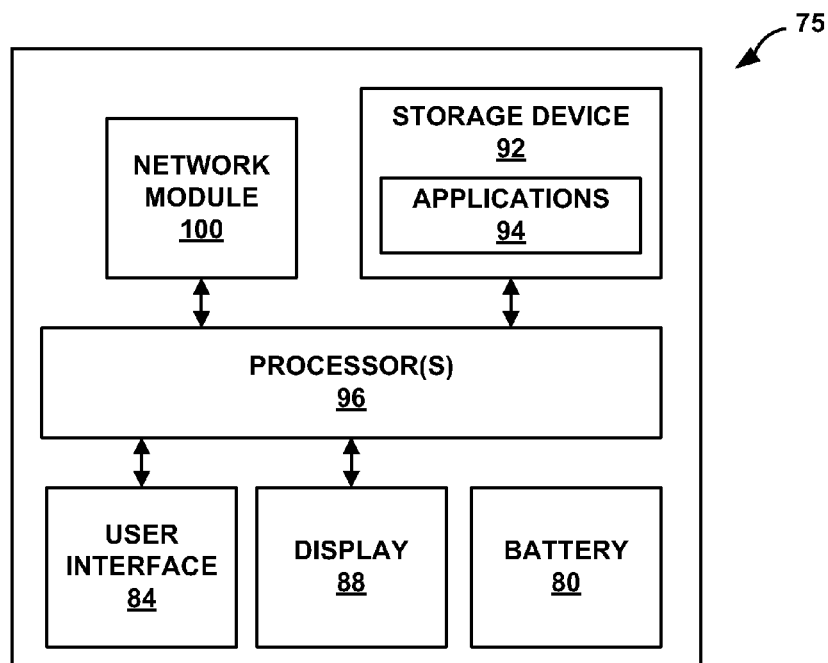 75
NETWORK
MODULE
100
STORAGE DEVICE
92
APPLICATIONS
94
PROCESSOR(S)
96
USER
INTERFACE
84
DISPLAY
88
BATTERY
80